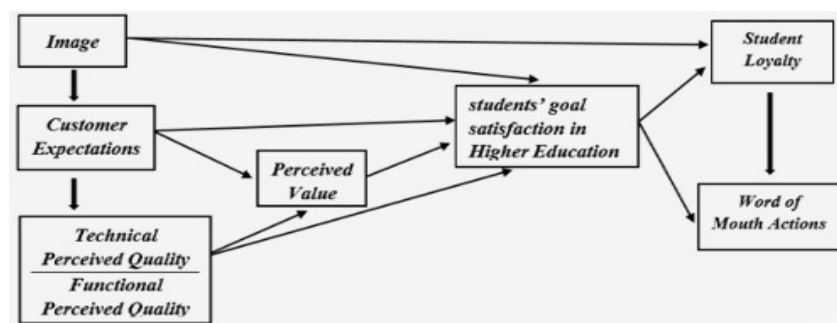 Image
Student
Loyalty
students' goal
satisfaction in
Higher Education
Customer
Expectations
Perceived
Value
Word of
Mouth Actions
Technical
Perceived Quality
Functional
Perceived Quality